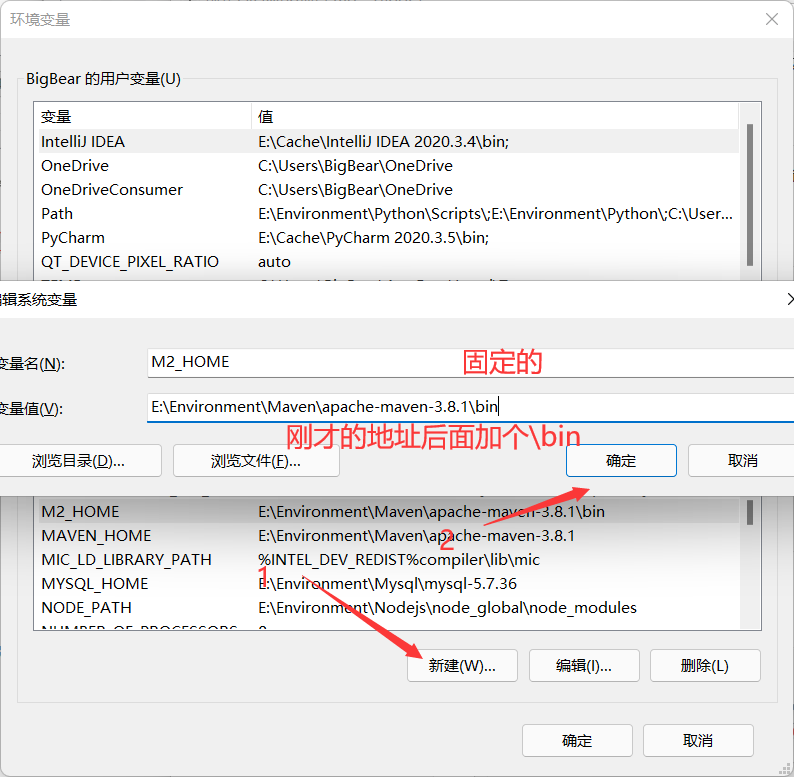 环境变量
BigBear 的用户变量(U)
变量 值
IntelliJ IDEA E:\Cache\IntelliJ IDEA 2020.3.4\bin;
OneDrive C:\Users\BigBear\OneDrive
OneDriveConsumer C:\Users\BigBear\OneDrive
Path E:\Environment\Python\Scripts\;E:\Environment\Python\;C:\User...
PyCharm E:\Cache\PyCharm 2020.3.5\bin;
QT_DEVICE_PIXEL_RATIO auto
编辑系统变量
变量名(N): M2_HOME 固定的
变量值(V): E:\Environment\Maven\apache-maven-3.8.1\bin
刚才的地址后面加个\bin
浏览目录(D)... 浏览文件(F)... 确定 取消
M2_HOME E:\Environment\Maven\apache-maven-3.8.1\bin
MAVEN_HOME E:\Environment\Maven\apache-maven-3.8.1
2
MIC_LD_LIBRARY_PATH %INTEL_DEV_REDIST%compiler\lib\mic
1
MYSQL_HOME E:\Environment\Mysql\mysql-5.7.36
NODE_PATH E:\Environment\Nodejs\node_global\node_modules
NUMBER_OF_PROCESSORS
新建(W)... 编辑(I)... 删除(L)
确定 取消